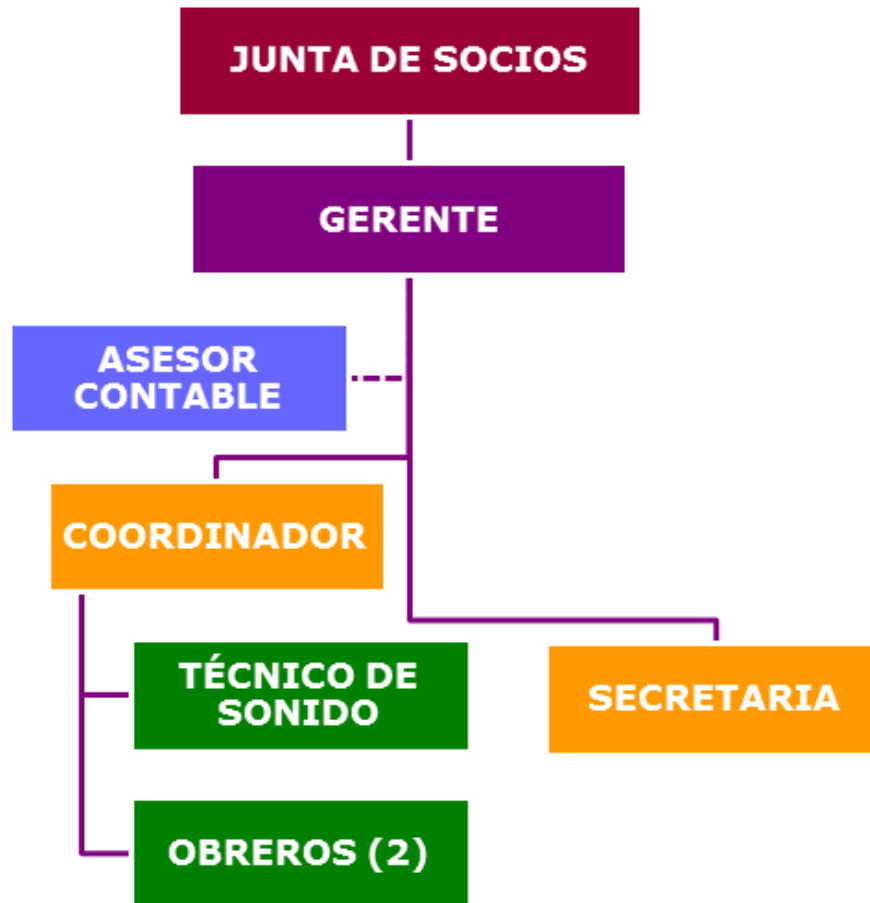 JUNTA DE SOCIOS
GERENTE
ASESOR
CONTABLE
COORDINADOR
TÉCNICO DE
SONIDO
SECRETARIA
OBREROS (2)